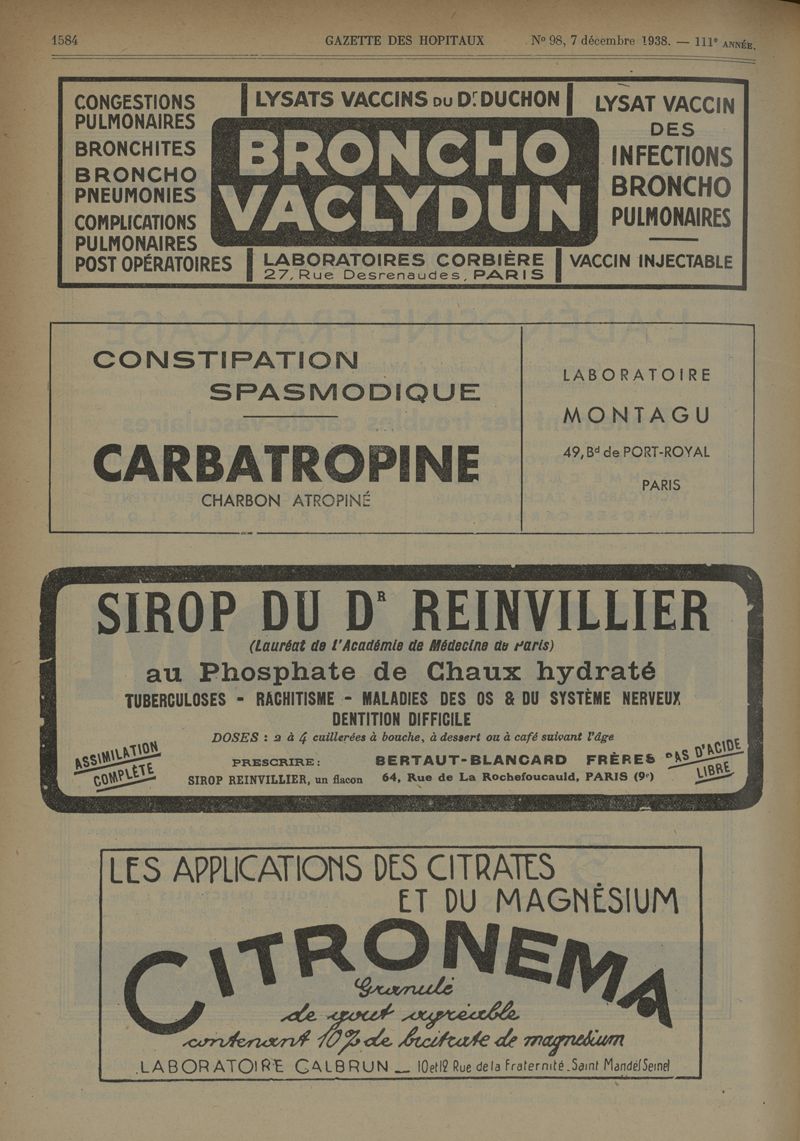 1584 GAZETTE DES HOPITAUX Nº 98, 7 décembre 1938. — 111e ANNÉE.
CONGESTIONS
PULMONAIRES
BRONCHITES
BRONCHO
PNEUMONIES
COMPLICATIONS
PULMONAIRES
POST OPÉRATOIRES
LYSATS VACCINS DU Dr DUCHON
BRONCHO
VACLYDUN
LABORATOIRES CORBIÈRE
27, Rue Desrenaudes, PARIS
LYSAT VACCIN
DES
INFECTIONS
BRONCHO
PULMONAIRES
VACCIN INJECTABLE
CONSTIPATION
SPASMODIQUE
CARBATROPINE
CHARBON ATROPINÉ
LABORATOIRE
MONTAGU
49, Bd de PORT-ROYAL
PARIS
SIROP DU DR REINVILLIER
(Lauréat de l'Académie de Médecine de Paris)
au Phosphate de Chaux hydraté
TUBERCULOSES - RACHITISME - MALADIES DES OS & DU SYSTÈME NERVEUX
DENTITION DIFFICILE
DOSES : 2 à 4 cuillerées à bouche, à dessert ou à café suivant l'âge
ASSIMILATION
COMPLÈTE
PRESCRIRE :
SIROP REINVILLIER, un flacon
BERTAUT-BLANCARD FRÈRES
64, Rue de La Rochefoucauld, PARIS (9e)
PAS D'ACIDE
LIBRE
LES APPLICATIONS DES CITRATES
ET DU MAGNÉSIUM
CITRONEMA
Granulé
de gout agréable
contenant 10% de bicitrate de magnesium
LABORATOIRE CALBRUN — 10et12 Rue de la Fraternité. Saint Mandé(Seine)